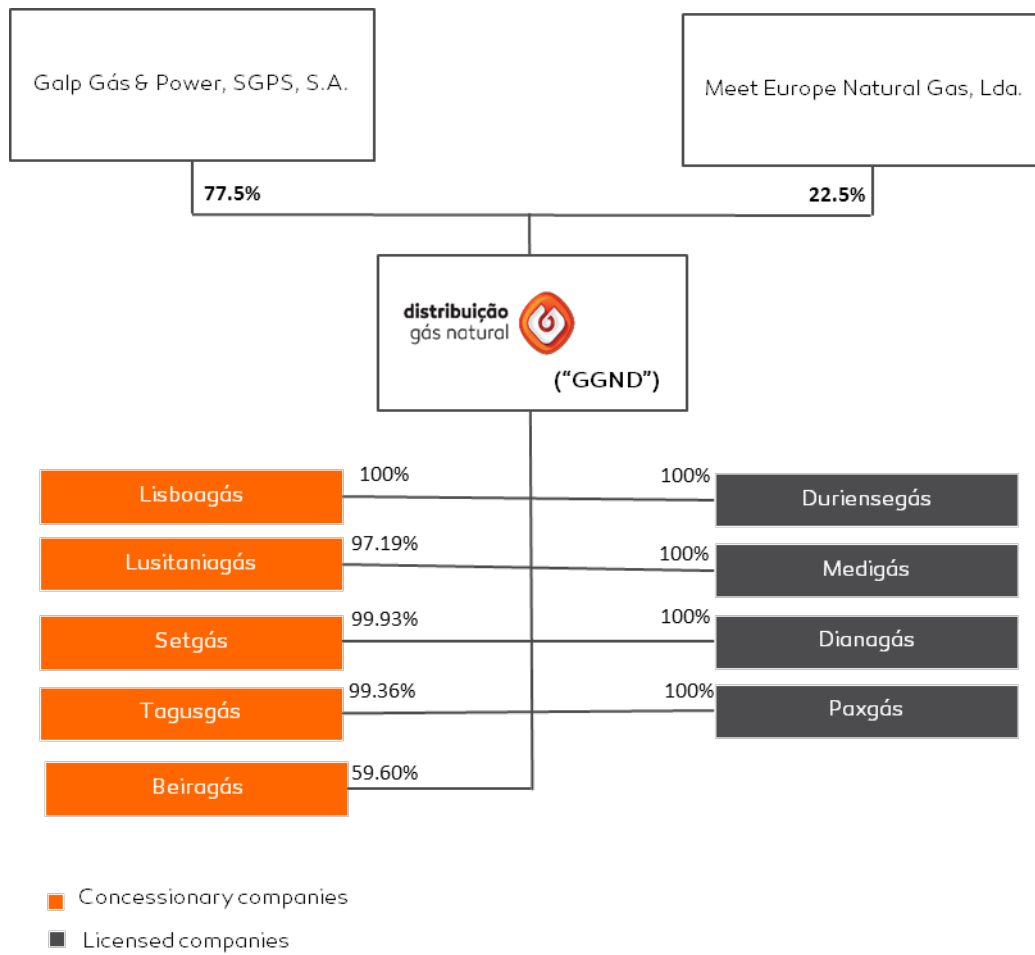 Galp Gás & Power, SGPS, S.A.
Meet Europe Natural Gas, Lda.
77.5%
22.5%
distribuição
gás natural
("GGND")
Lisboagás
100%
100%
Duriensegás
Lusitaniagás
97.19%
100%
Medigás
Setgás
99.93%
100%
Dianagás
Tagusgás
99.36%
100%
Paxgás
Beiragás
59.60%
Concessionary companies
Licensed companies